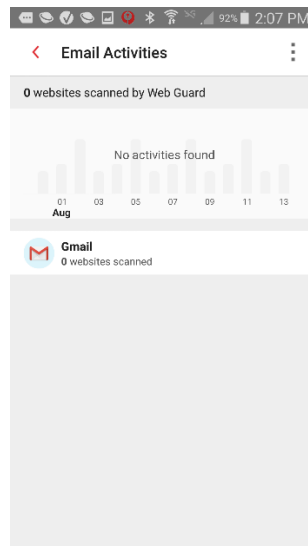 92% 2:07 PM
Email Activities
0 websites scanned by Web Guard
No activities found
01 03 05 07 09 11 13
Aug
Gmail
0 websites scanned